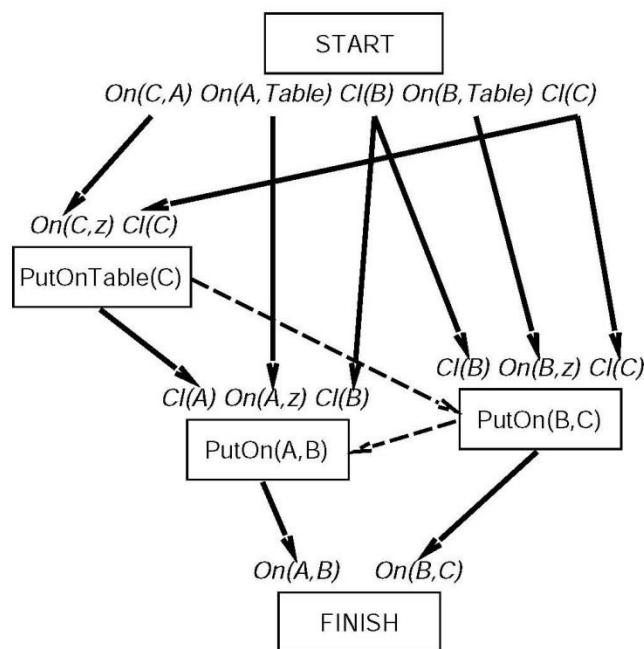 START
On(C,A) On(A,Table) Cl(B) On(B,Table) Cl(C)
On(C,z) Cl(C)
PutOnTable(C)
Cl(B) On(B,z) Cl(C)
Cl(A) On(A,z) Cl(B)
PutOn(B,C)
PutOn(A,B)
On(A,B) On(B,C)
FINISH